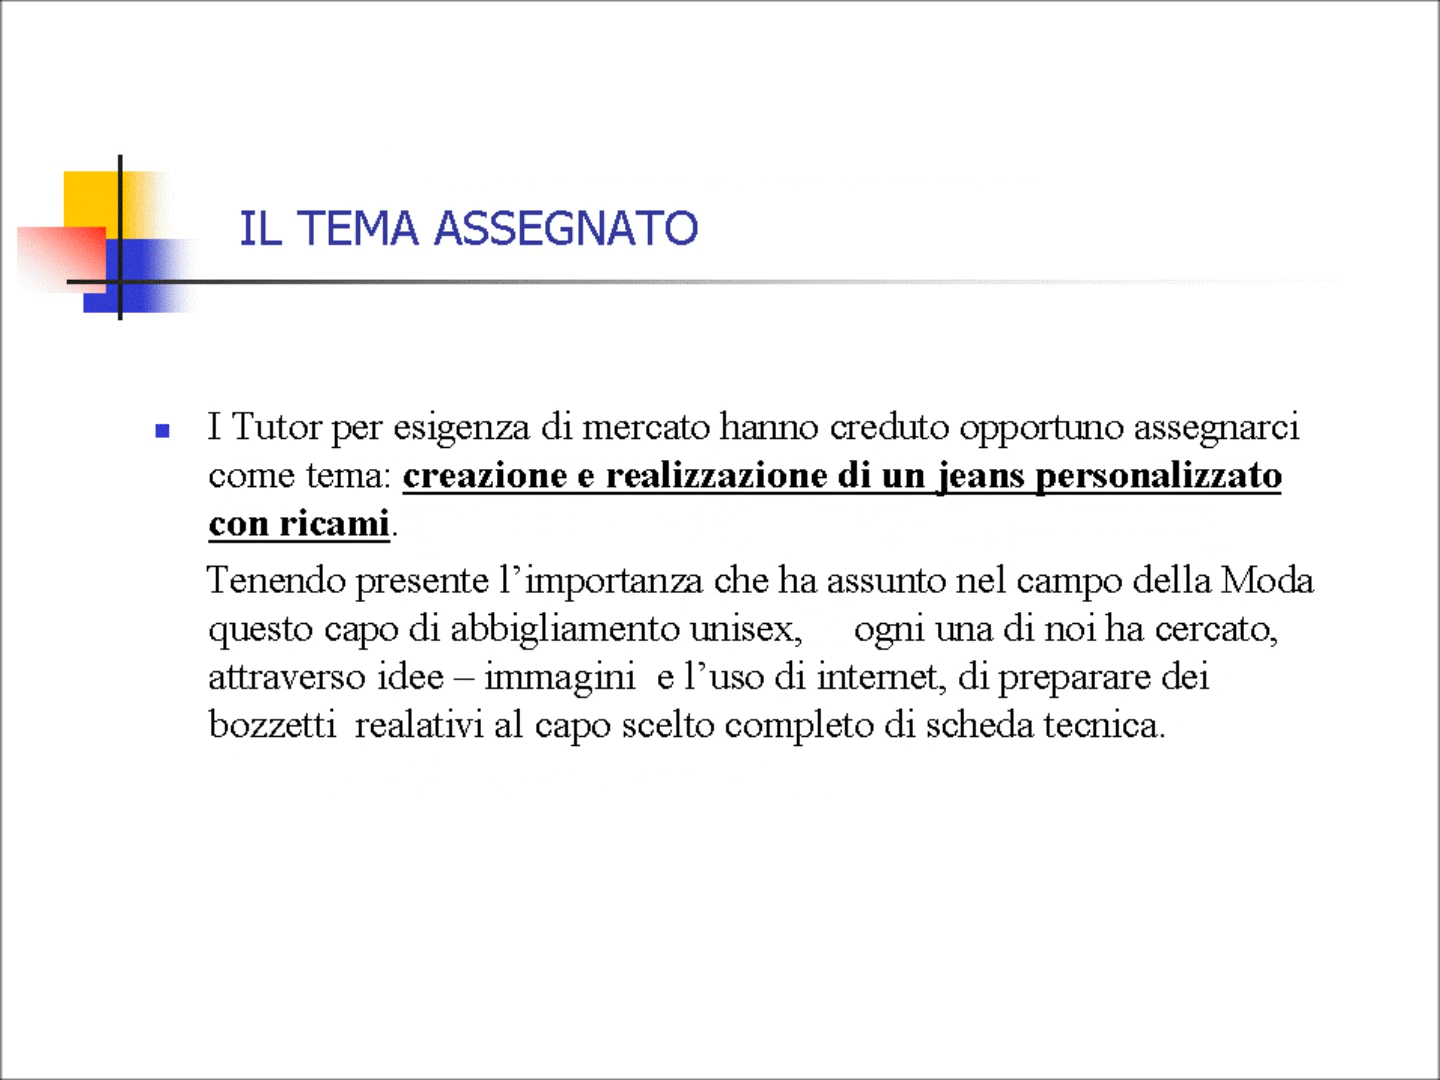 IL TEMA ASSEGNATO
I Tutor per esigenza di mercato hanno creduto opportuno assegnarci
come tema: creazione e realizzazione di un jeans personalizzato
con ricami.
Tenendo presente l’importanza che ha assunto nel campo della Moda
questo capo di abbigliamento unisex, ogni una di noi ha cercato,
attraverso idee – immagini e l’uso di internet, di preparare dei
bozzetti realativi al capo scelto completo di scheda tecnica.